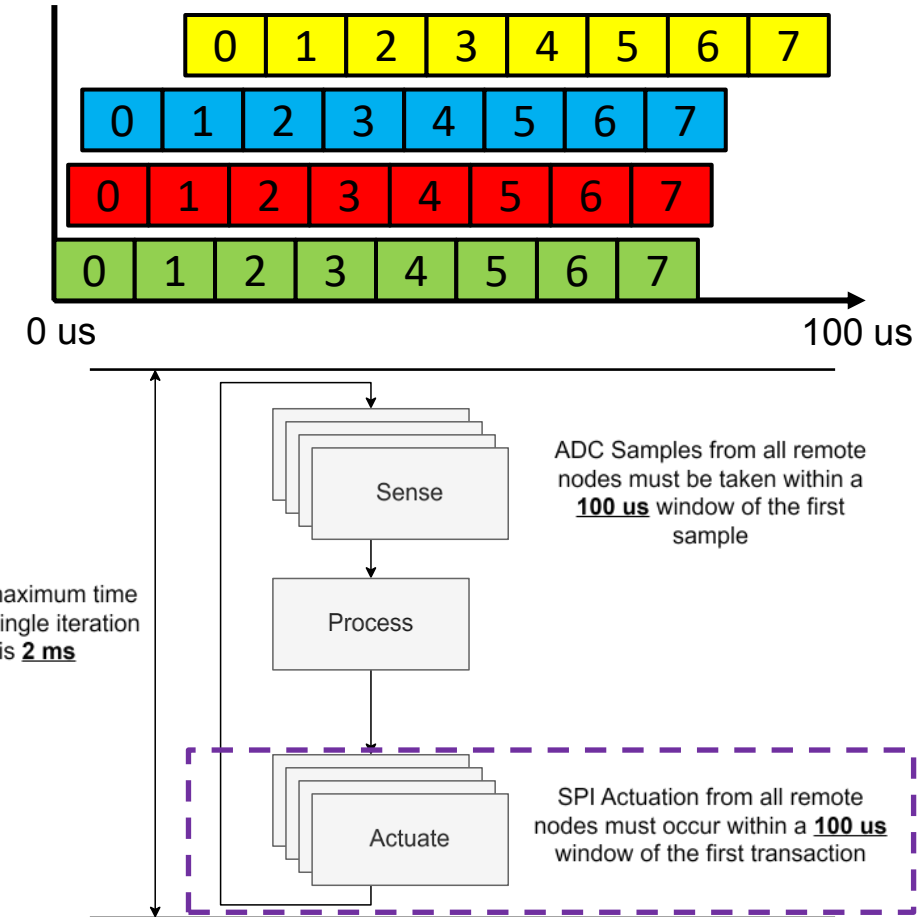 0 1 2 3 4 5 6 7
0 1 2 3 4 5 6 7
0 1 2 3 4 5 6 7
0 1 2 3 4 5 6 7
0 us
100 us
Sense
ADC Samples from all remote
nodes must be taken within a
100 us window of the first
sample
Process
time
iteration
is 2 ms
Actuate
SPI Actuation from all remote
nodes must occur within a 100 us
window of the first transaction